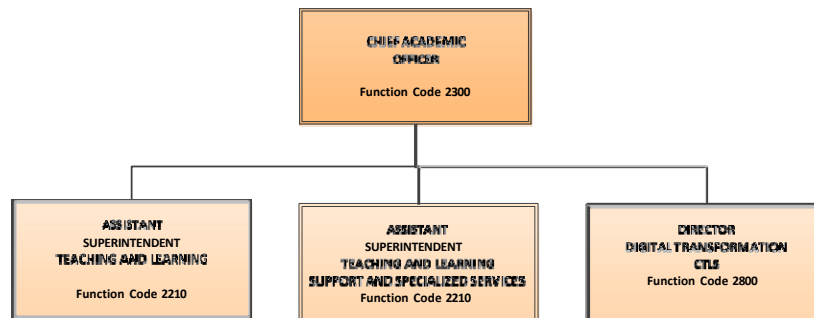 CHIEF ACADEMIC
OFFICER
Function Code 2300
ASSISTANT
SUPERINTENDENT
TEACHING AND LEARNING
Function Code 2210
ASSISTANT
SUPERINTENDENT
TEACHING AND LEARNING
SUPPORT AND SPECIALIZED SERVICES
Function Code 2210
DIRECTOR
DIGITAL TRANSFORMATION
CTLS
Function Code 2800